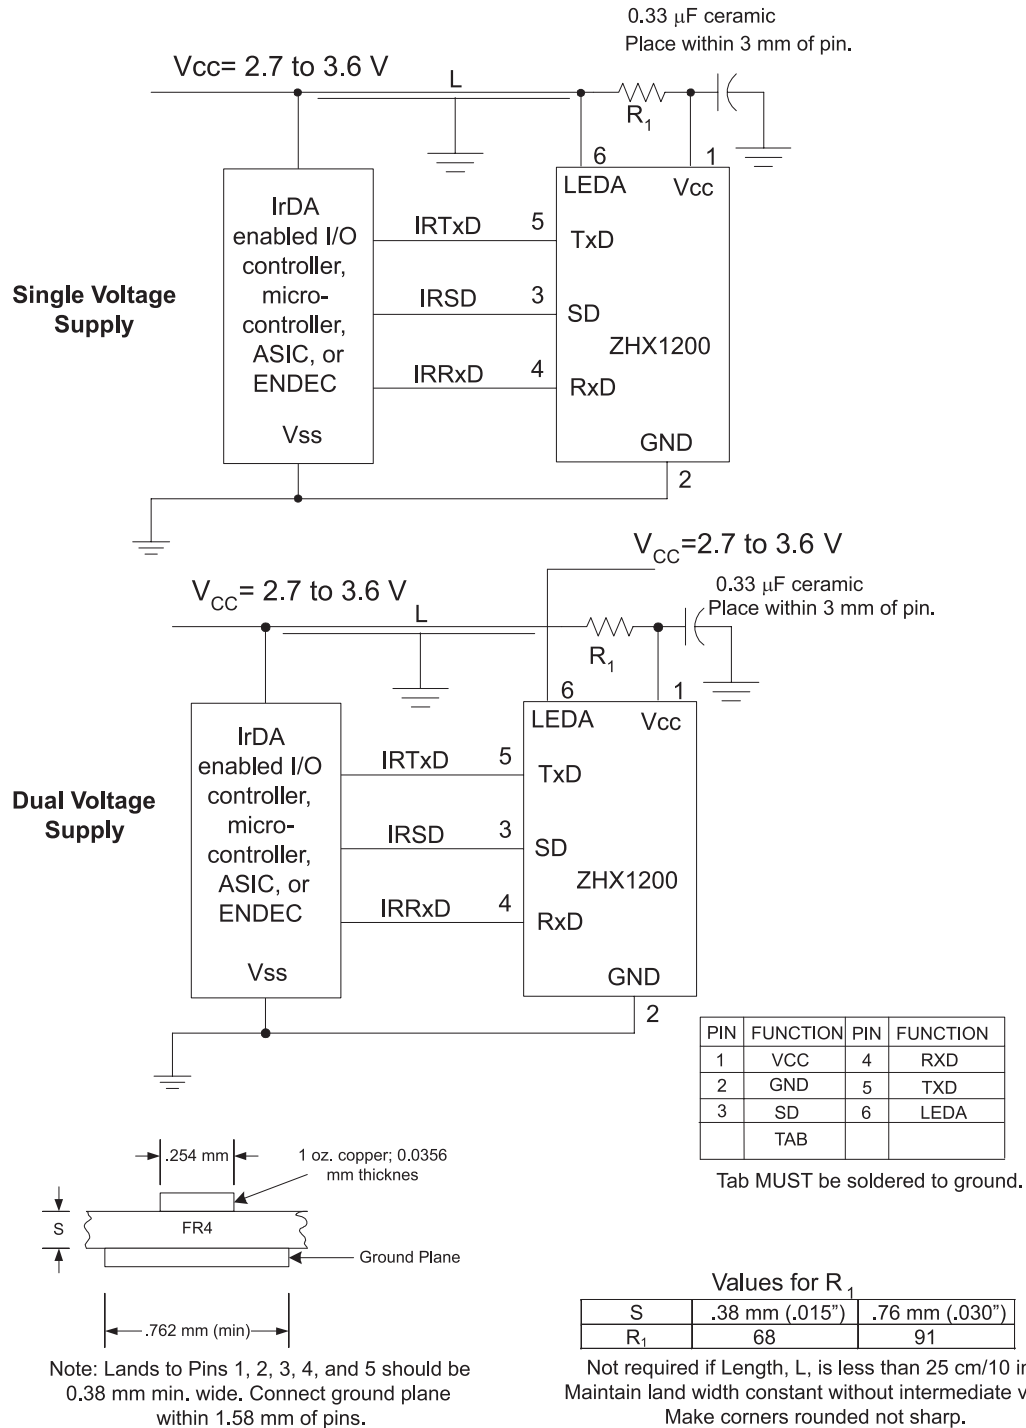 0.33 μF ceramic
Place within 3 mm of pin.
Vcc= 2.7 to 3.6 V
L
R1
6
1
LEDA
Vcc
IrDA
enabled I/O
controller,
micro-
controller,
ASIC, or
ENDEC
Vss
IRTxD
5
TxD
IRSD
3
SD
ZHX1200
IRRxD
4
RxD
GND
2
Single Voltage
Supply
VCC=2.7 to 3.6 V
VCC= 2.7 to 3.6 V
0.33 μF ceramic
Place within 3 mm of pin.
L
R1
6
1
LEDA
Vcc
IrDA
enabled I/O
controller,
micro-
controller,
ASIC, or
ENDEC
Vss
IRTxD
5
TxD
IRSD
3
SD
ZHX1200
IRRxD
4
RxD
GND
2
Dual Voltage
Supply
PIN FUNCTION PIN FUNCTION
1 VCC 4 RXD
2 GND 5 TXD
3 SD 6 LEDA
TAB
Tab MUST be soldered to ground.
.254 mm
1 oz. copper; 0.0356
mm thicknes
S
FR4
Ground Plane
.762 mm (min)
Note: Lands to Pins 1, 2, 3, 4, and 5 should be
0.38 mm min. wide. Connect ground plane
within 1.58 mm of pins.
Values for R1
S .38 mm (.015”) .76 mm (.030”)
R1 68 91
Not required if Length, L, is less than 25 cm/10 in
Maintain land width constant without intermediate v
Make corners rounded not sharp.